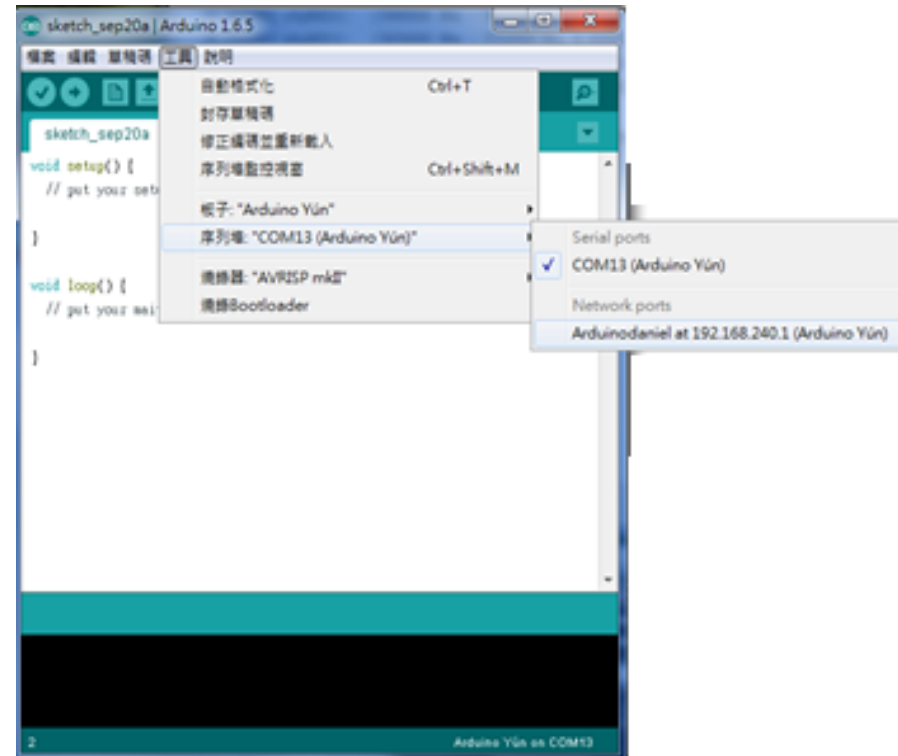 sketch_sep20a | Arduino 1.6.5
檔案 編輯 草稿碼 工具 說明
sketch_sep20a
自動格式化 Ctrl+T
封存草稿碼
修正編碼並重新載入
序列埠監控視窗 Ctrl+Shift+M
板子: "Arduino Yún"
序列埠: "COM13 (Arduino Yún)"
燒錄器: "AVRISP mkII"
燒錄Bootloader
Serial ports
COM13 (Arduino Yún)
Network ports
Arduinodaniel at 192.168.240.1 (Arduino Yún)
void setup() {
// put your set
}
void loop() {
// put your mai
}
2
Arduino Yún on COM13